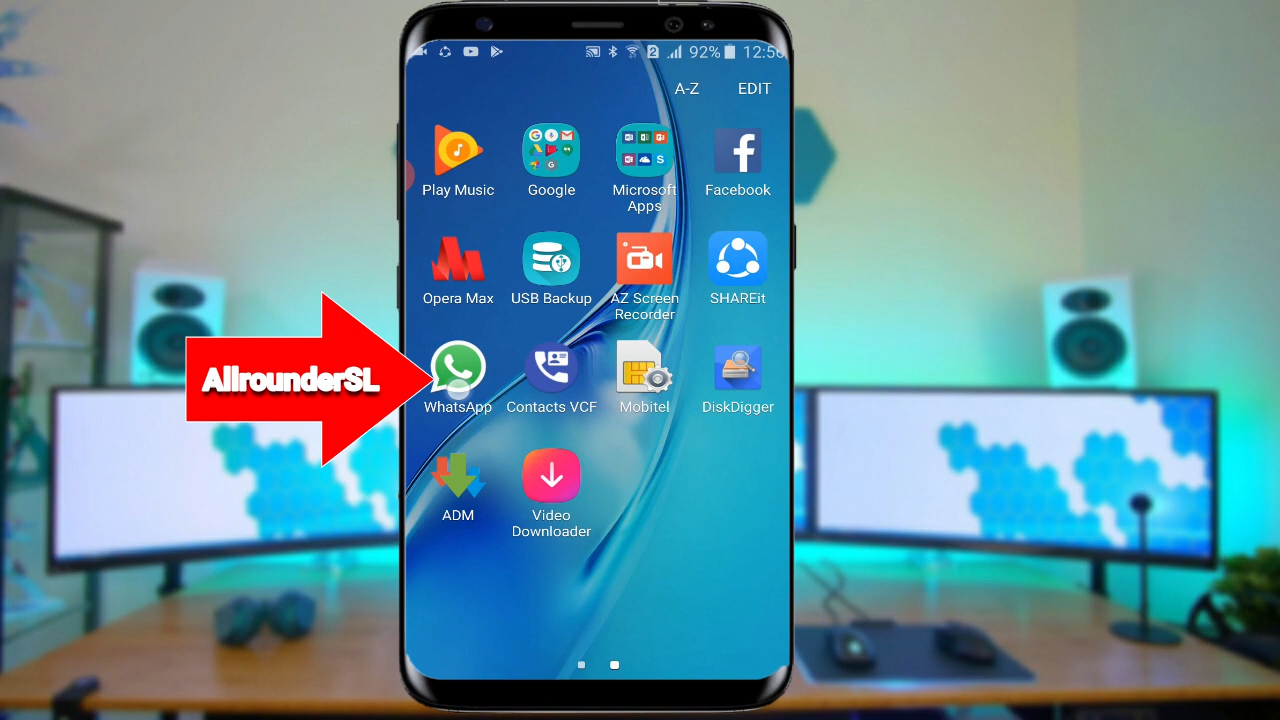 92% 12:56
A-Z EDIT
Play Music Google Microsoft Apps Facebook
Opera Max USB Backup AZ Screen Recorder SHAREit
AllrounderSL
WhatsApp Contacts VCF Mobitel DiskDigger
ADM Video Downloader